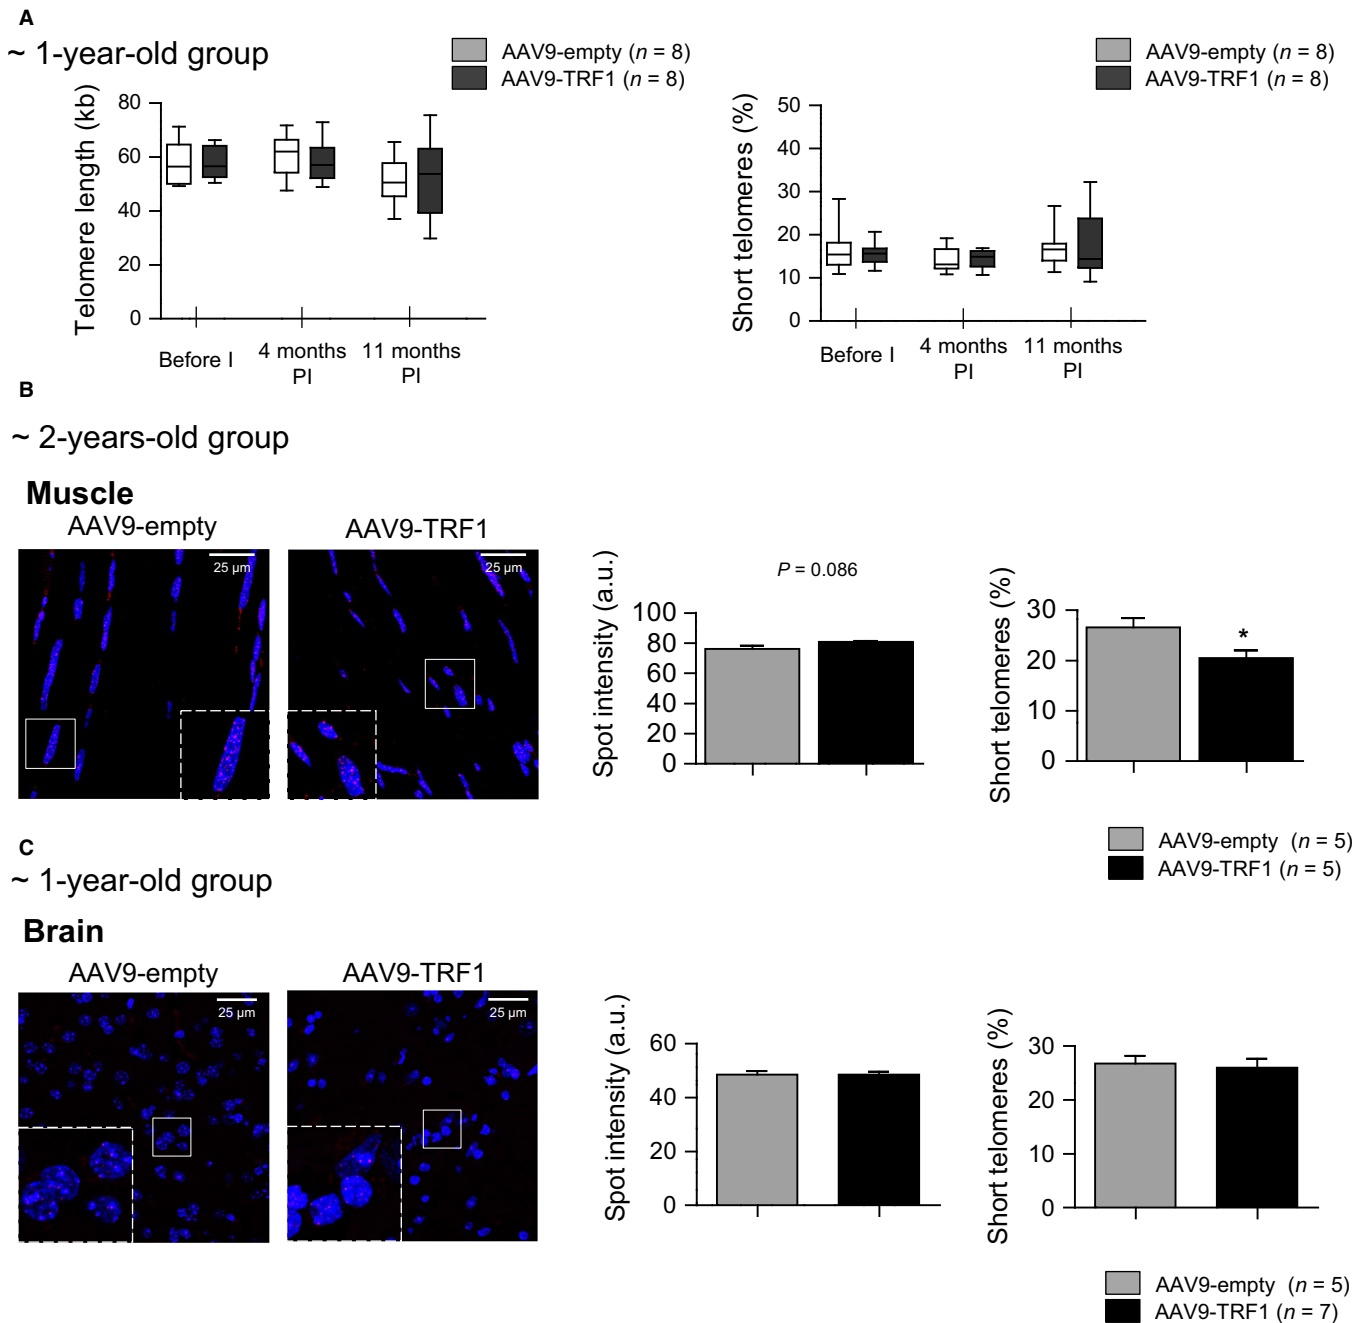 A
~ 1-year-old group
AAV9-empty (n = 8)
AAV9-TRF1 (n = 8)
Telomere length (kb)
80
60
40
20
0
Before I
4 months
PI
11 months
PI
AAV9-empty (n = 8)
AAV9-TRF1 (n = 8)
Short telomeres (%)
50
40
30
20
10
0
Before I
4 months
PI
11 months
PI
B
~ 2-years-old group
Muscle
AAV9-empty
25 µm
AAV9-TRF1
25 µm
Spot intensity (a.u.)
P = 0.086
100
80
60
40
20
0
Short telomeres (%)
30
20
10
0
*
AAV9-empty (n = 5)
AAV9-TRF1 (n = 5)
C
~ 1-year-old group
Brain
AAV9-empty
25 µm
AAV9-TRF1
25 µm
Spot intensity (a.u.)
60
40
20
0
Short telomeres (%)
30
20
10
0
AAV9-empty (n = 5)
AAV9-TRF1 (n = 7)